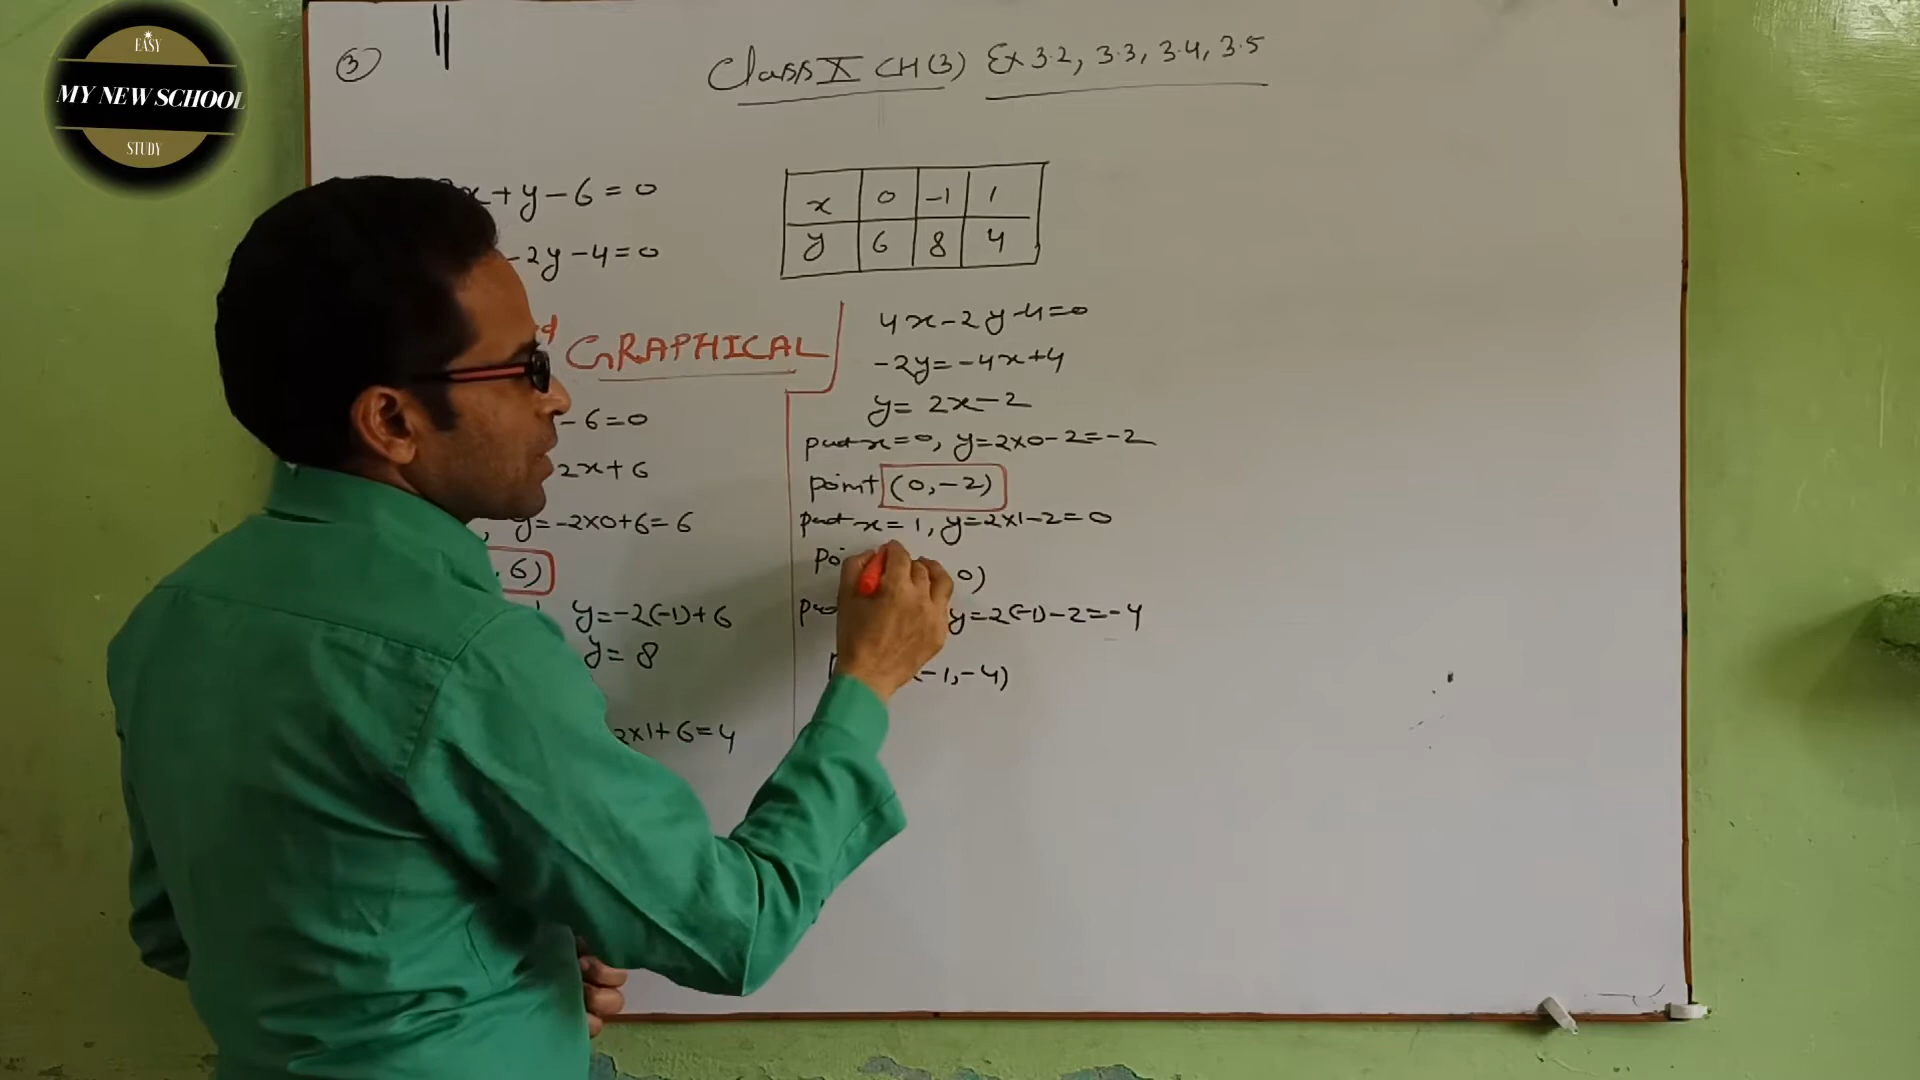 EASY
MY NEW SCHOOL
STUDY
3
Class X CH(3) Ex 3.2, 3.3, 3.4, 3.5
x+y-6=0
-2y-4=0
x 0 -1 1
y 6 8 4
GRAPHICAL
-6=0
2x+6
, y=-2x0+6=6
, 6)
y=-2(-1)+6
y=8
2x1+6=4
4x-2y-4=0
-2y=-4x+4
y=2x-2
put x=0, y=2x0-2=-2
point (0,-2)
put x=1, y=2x1-2=0
0)
y=2(-1)-2=-4
(-1,-4)